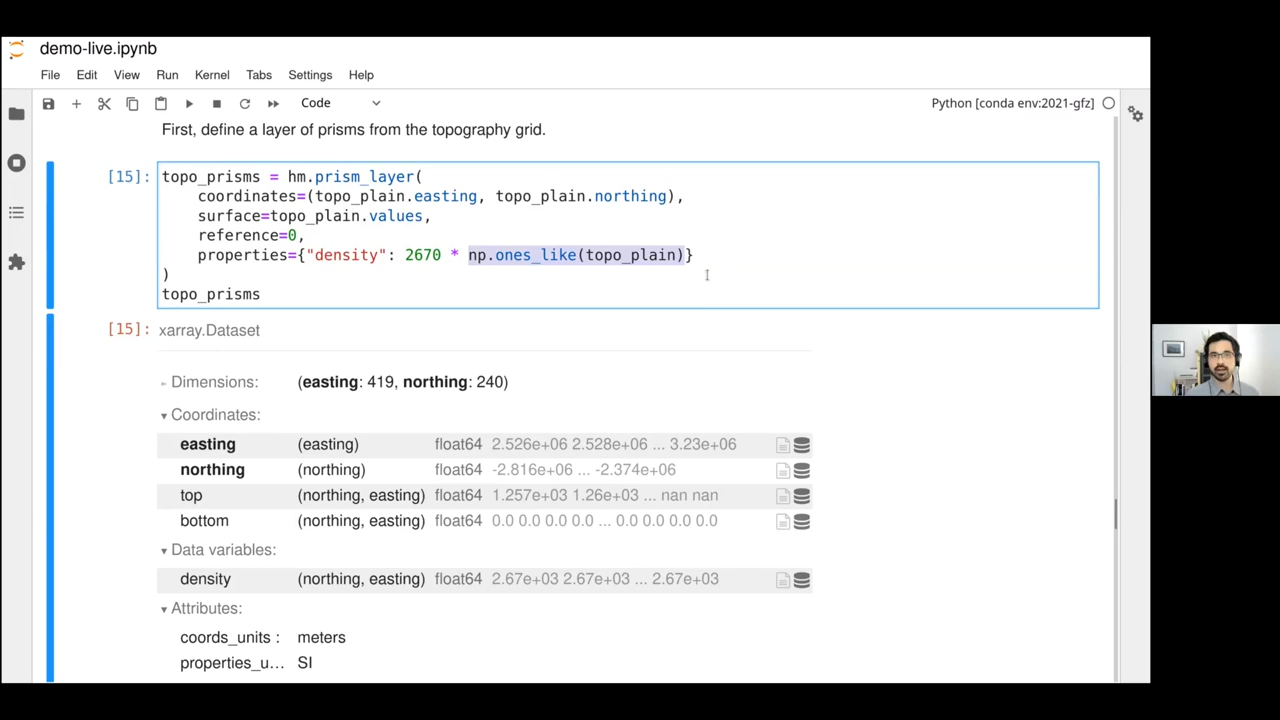 demo-live.ipynb
File Edit View Run Kernel Tabs Settings Help
Code
Python [conda env:2021-gfz]
First, define a layer of prisms from the topography grid.
[15]: topo_prisms = hm.prism_layer(
coordinates=(topo_plain.easting, topo_plain.northing),
surface=topo_plain.values,
reference=0,
properties={"density": 2670 * np.ones_like(topo_plain)}
)
topo_prisms
[15]: xarray.Dataset
Dimensions: (easting: 419, northing: 240)
Coordinates:
easting (easting) float64 2.526e+06 2.528e+06 ... 3.23e+06
northing (northing) float64 -2.816e+06 ... -2.374e+06
top (northing, easting) float64 1.257e+03 1.26e+03 ... nan nan
bottom (northing, easting) float64 0.0 0.0 0.0 0.0 ... 0.0 0.0 0.0 0.0
Data variables:
density (northing, easting) float64 2.67e+03 2.67e+03 ... 2.67e+03
Attributes:
coords_units : meters
properties_u... SI